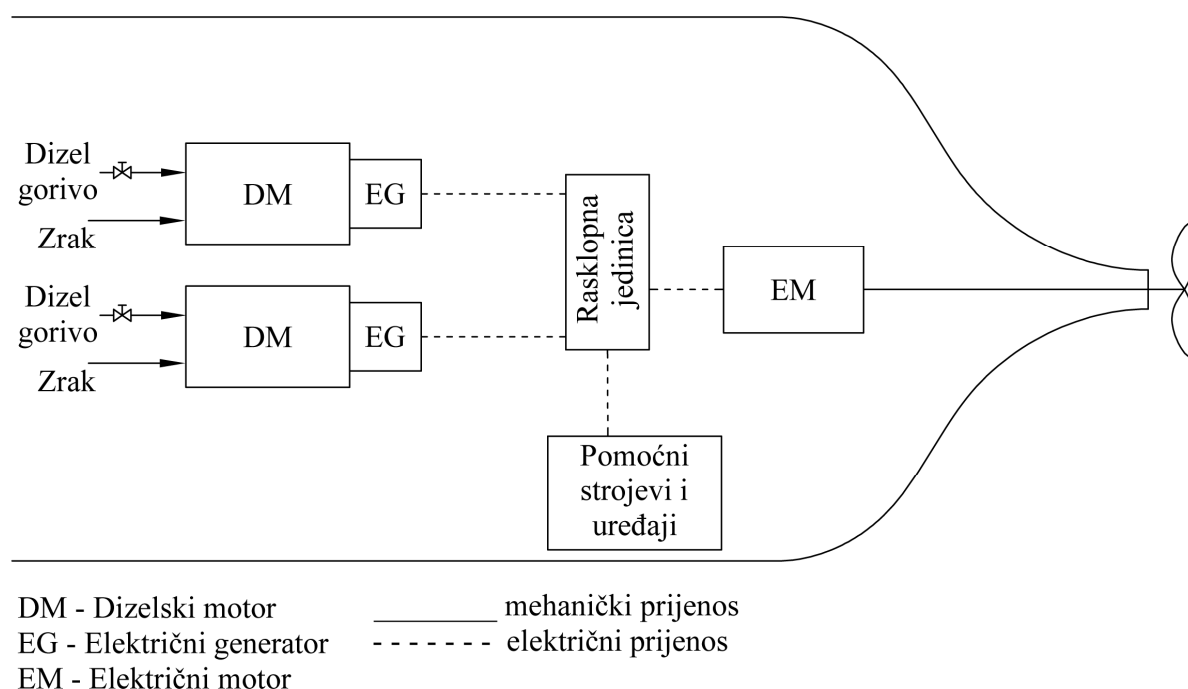 Dizel
gorivo
Zrak
DM
EG
Dizel
gorivo
Zrak
DM
EG
Rasklopna
jedinica
EM
Pomoćni
strojevi i
uređaji
DM - Dizelski motor
EG - Električni generator
EM - Električni motor
mehanički prijenos
električni prijenos